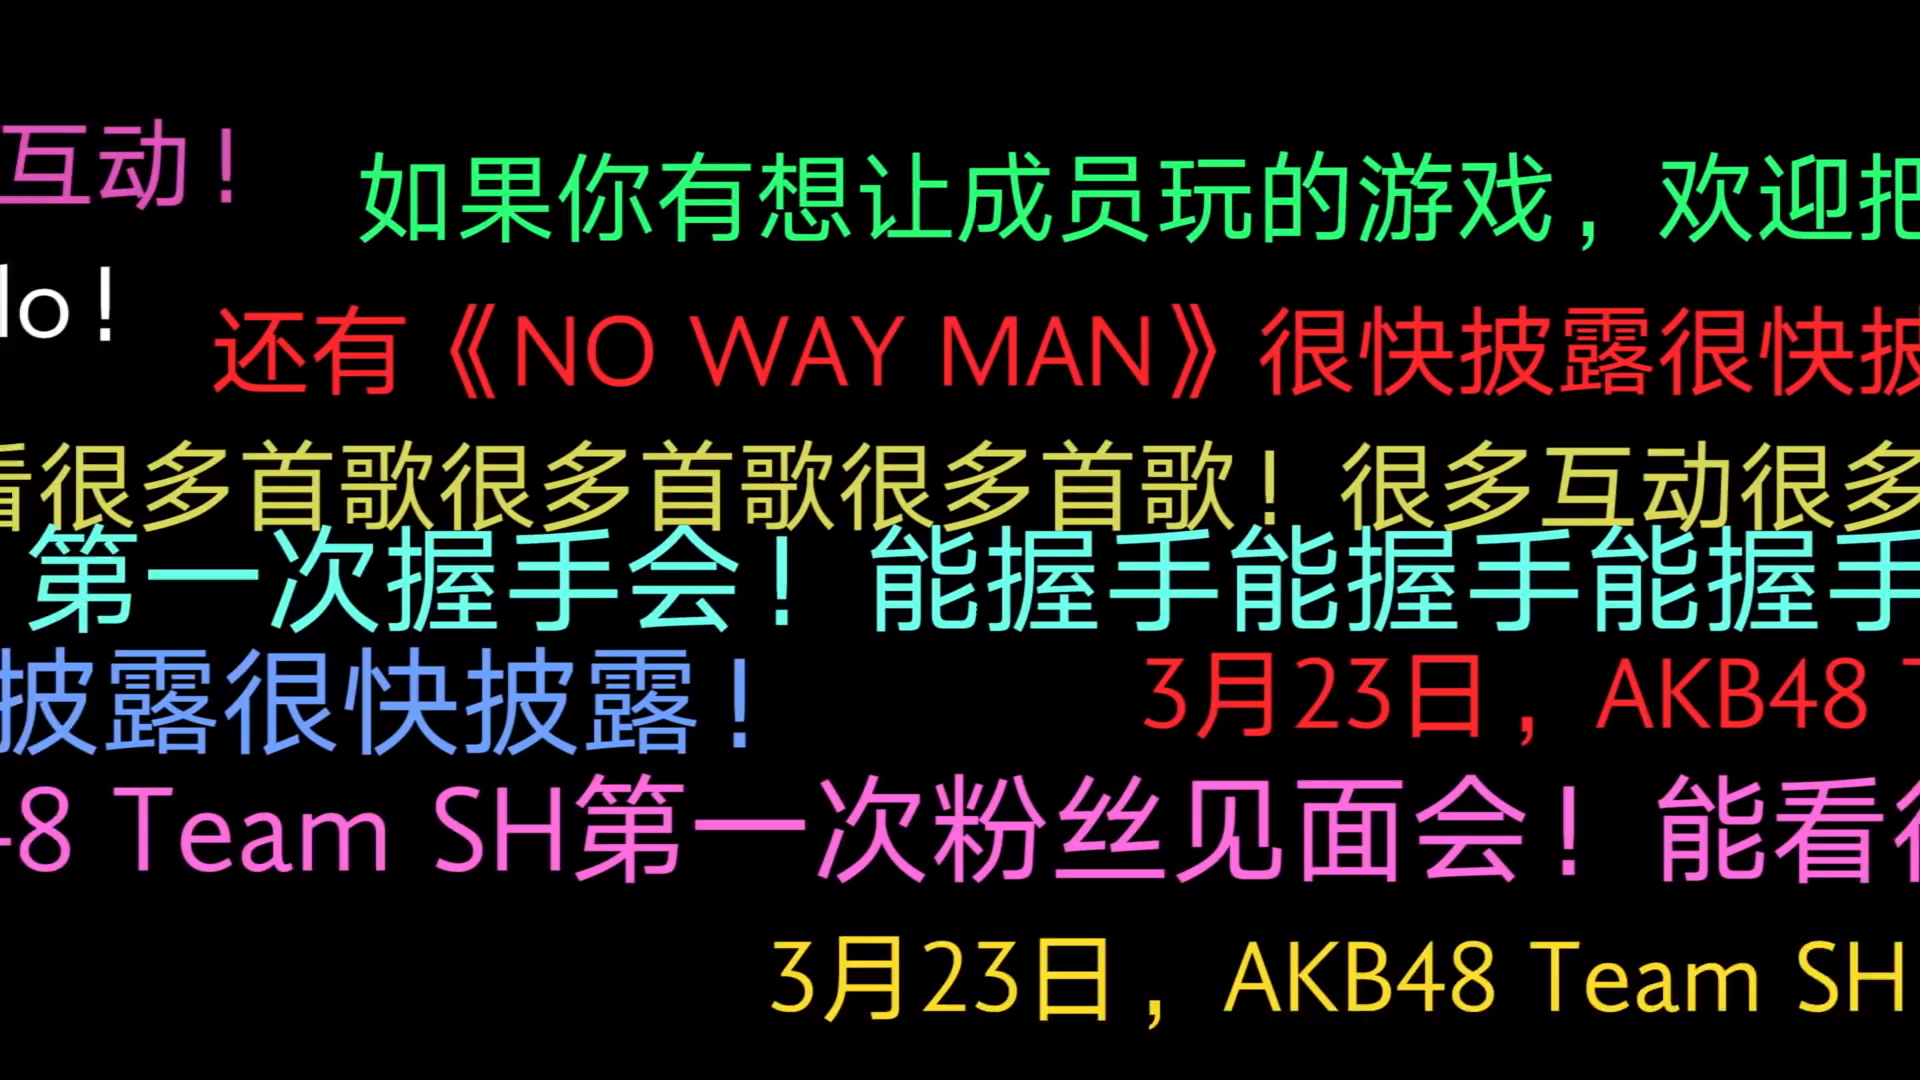 互动！
如果你有想让成员玩的游戏，欢迎把
lo！
还有《NO WAY MAN》很快披露很快披
看很多首歌很多首歌很多首歌！很多互动很多
第一次握手会！能握手能握手能握手
披露很快披露！
3月23日，AKB48 T
48 Team SH第一次粉丝见面会！能看很
3月23日，AKB48 Team SH